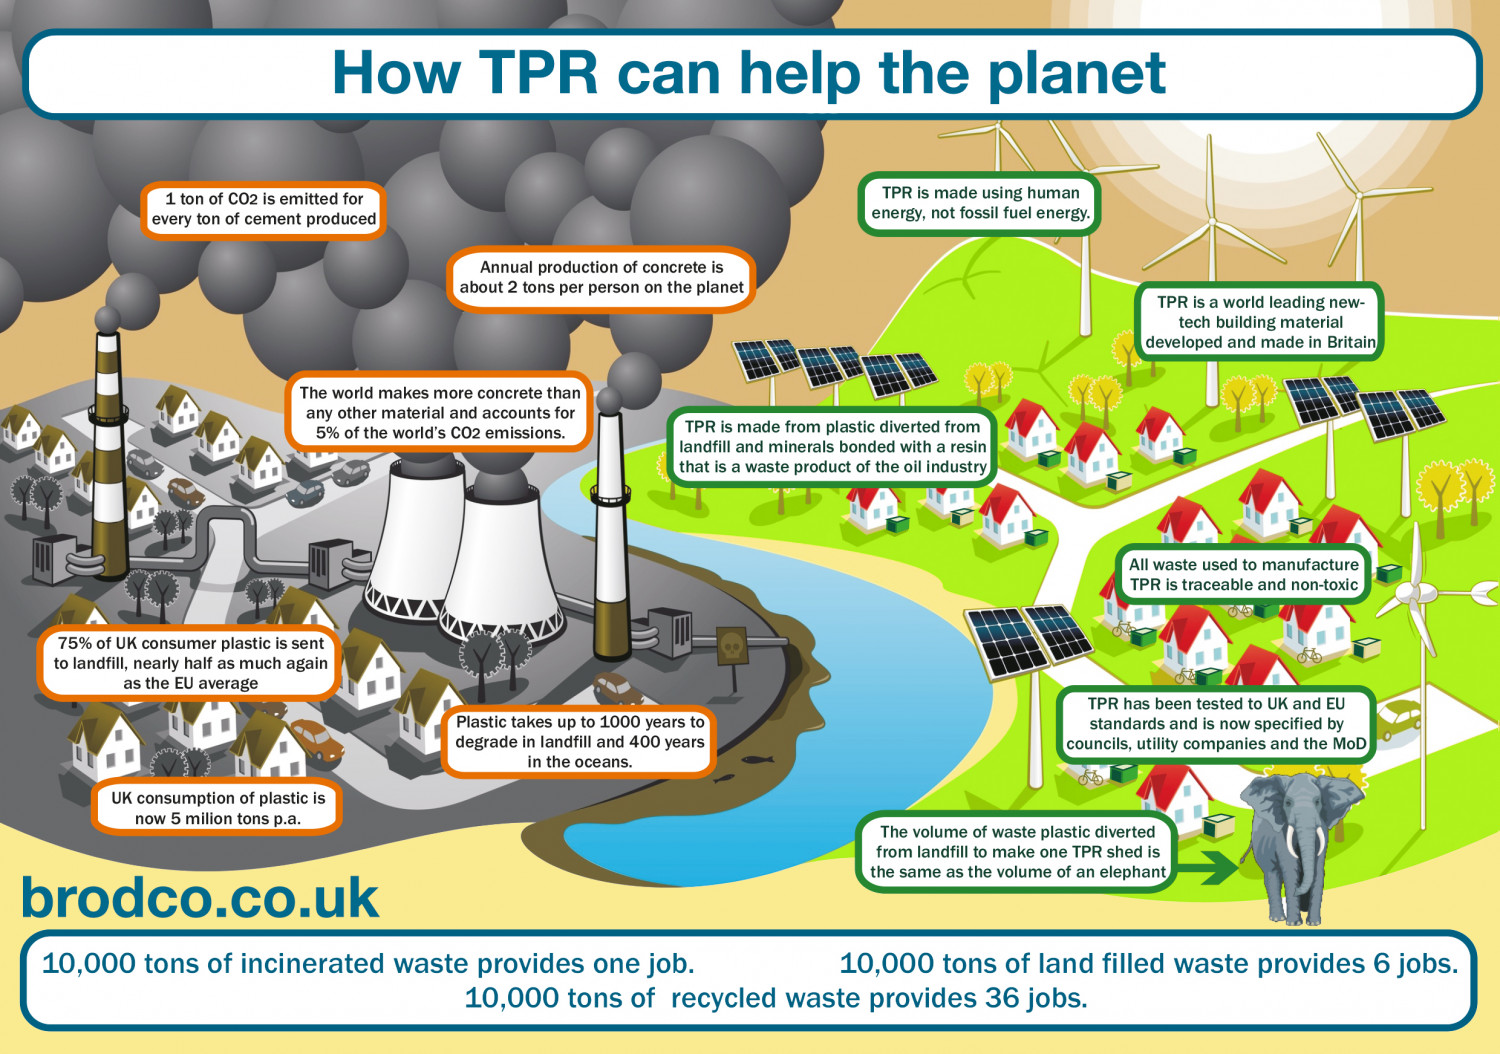 How TPR can help the planet
1 ton of CO2 is emitted for
every ton of cement produced
Annual production of concrete is
about 2 tons per person on the planet
The world makes more concrete than
any other material and accounts for
5% of the world's CO2 emissions.
75% of UK consumer plastic is sent
to landfill, nearly half as much again
as the EU average
Plastic takes up to 1000 years to
degrade in landfill and 400 years
in the oceans.
UK consumption of plastic is
now 5 milion tons p.a.
TPR is made using human
energy, not fossil fuel energy.
TPR is a world leading new-
tech building material
developed and made in Britain
TPR is made from plastic diverted from
landfill and minerals bonded with a resin
that is a waste product of the oil industry
All waste used to manufacture
TPR is traceable and non-toxic
TPR has been tested to UK and EU
standards and is now specified by
councils, utility companies and the MoD
The volume of waste plastic diverted
from landfill to make one TPR shed is
the same as the volume of an elephant
brodco.co.uk
10,000 tons of incinerated waste provides one job.
10,000 tons of land filled waste provides 6 jobs.
10,000 tons of recycled waste provides 36 jobs.